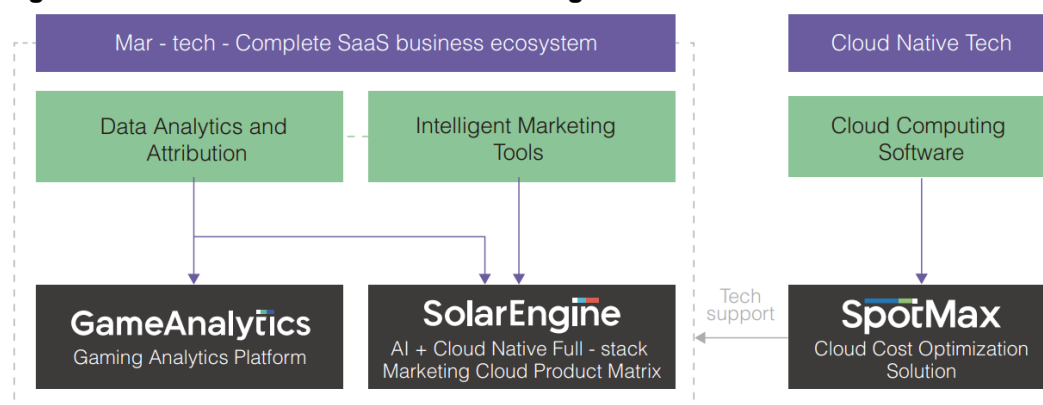 Mar - tech - Complete SaaS business ecosystem
Cloud Native Tech
Data Analytics and
Attribution
Intelligent Marketing
Tools
Cloud Computing
Software
GameAnalytics
Gaming Analytics Platform
SolarEngine
AI + Cloud Native Full - stack
Marketing Cloud Product Matrix
Tech
support
SpotMax
Cloud Cost Optimization
Solution